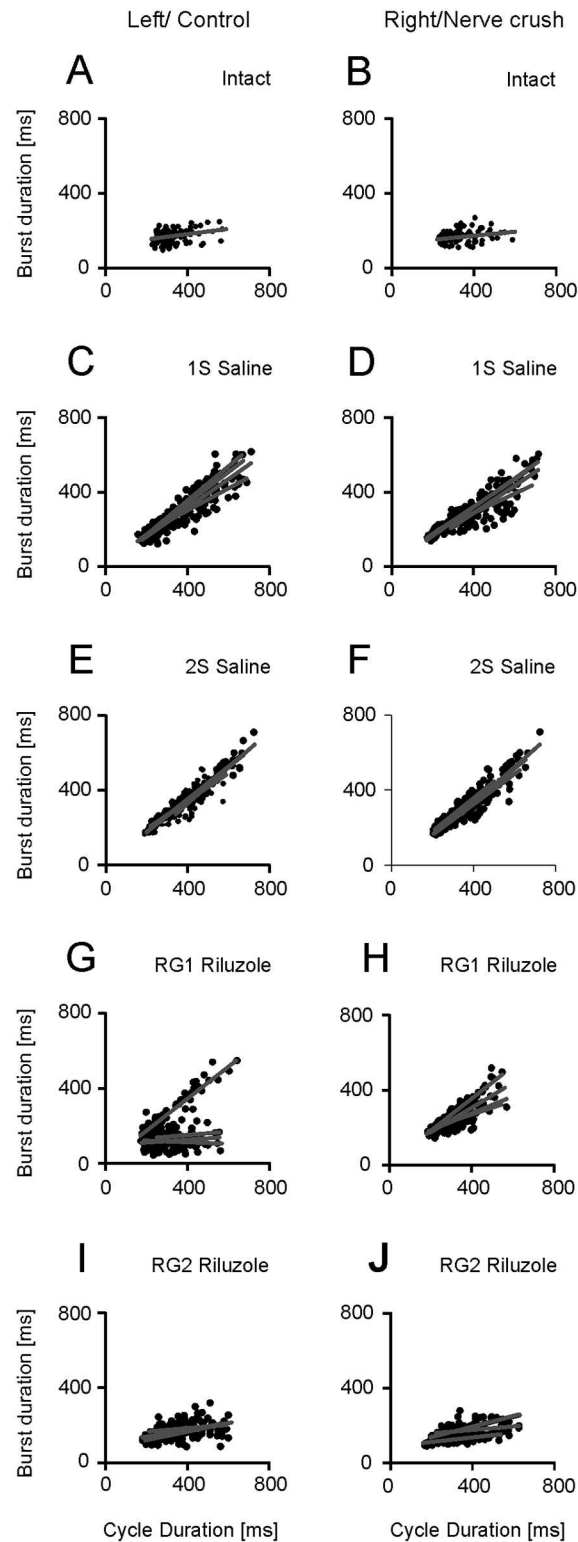 Left/ Control Right/Nerve crush
A Intact B Intact
800 800
400 400
0 0
0 400 800 0 400 800
Burst duration [ms]
C 1S Saline D 1S Saline
800 800
400 400
0 0
0 400 800 0 400 800
Burst duration [ms]
E 2S Saline F 2S Saline
800 800
400 400
0 0
0 400 800 0 400 800
Burst duration [ms]
G RG1 Riluzole H RG1 Riluzole
800 800
400 400
0 0
0 400 800 0 400 800
Burst duration [ms]
I RG2 Riluzole J RG2 Riluzole
800 800
400 400
0 0
0 400 800 0 400 800
Burst duration [ms]
Cycle Duration [ms] Cycle Duration [ms]